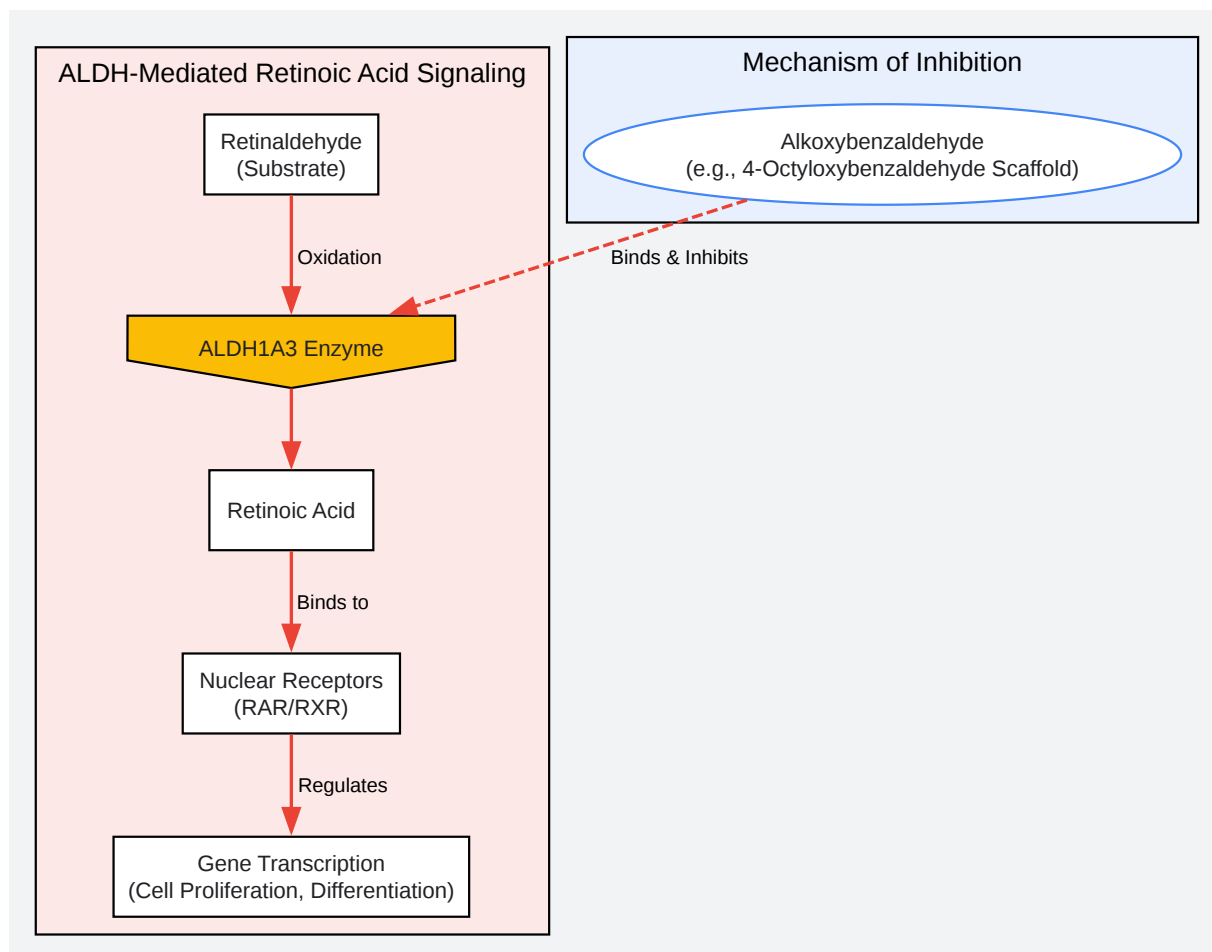 ALDH-Mediated Retinoic Acid Signaling
Retinaldehyde
(Substrate)
Oxidation
ALDH1A3 Enzyme
Retinoic Acid
Binds to
Nuclear Receptors
(RAR/RXR)
Regulates
Gene Transcription
(Cell Proliferation, Differentiation)
Mechanism of Inhibition
Alkoxybenzaldehyde
(e.g., 4-Octyloxybenzaldehyde Scaffold)
Binds & Inhibits